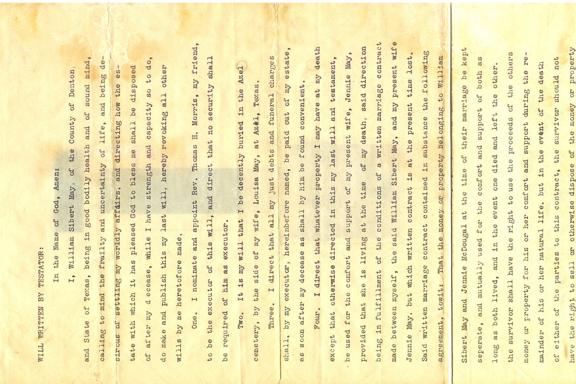 WILL WRITTEN BY TESTATOR:
In the Name of God, Amen:
I, William Sibert May, of the County of Denton
and State of Texas, being in good bodily health and of sound mind,
calling to mind the frailty and uncertainty of life, and being de-
sirous of settling my worldly affairs, and directing how the es-
tate with which it has pleased God to bless me shall be disposed
of after my decease, while I have strength and capacity so to do,
do make and publish this my last will, hereby revoking all other
wills by me heretofore made.
One. I nominate and appoint Rev. Thomas H. Morris, my friend,
to be the executor of this will, and direct that no security shall
be required of him as executor.
Two. It is my will that I be decently buried in the Axel
cemetery, by the side of my wife, Louisa May, at Axel, Texas.
Three. I direct that all my just debts and funeral charges
shall, by my executor, hereinbefore named, be paid out of my estate,
as soon after my decease as shall by him be found convenient.
Four. I direct that whatever property I may have at my death
except that otherwise directed in this my last will and testament,
be used for the comfort and support of my present wife, Jennie May,
provided that she is living at the time of my death, said direction
being in fulfillment of the conditions of a written marriage contract
made between myself, the said William Sibert May, and my present wife
Jennie May, but which written contract is at the present time lost.
Said written marriage contract contained in substance the following
agreement, towit: That the money or property belonging to William
Sibert May and Jennie McDougal at the time of their marriage be kept
seperate, and mutually used for the comfort and support of both as
long as both lived, and in the event one died and left the other,
the survivor shall have the right to use the proceeds of the others
money or property for his or her comfort and support during the re-
mainder of his or her natural life, but in the event of the death
of either of the parties to this contract, the survivor should not
have the right to sell or otherwise dispose of the money or property